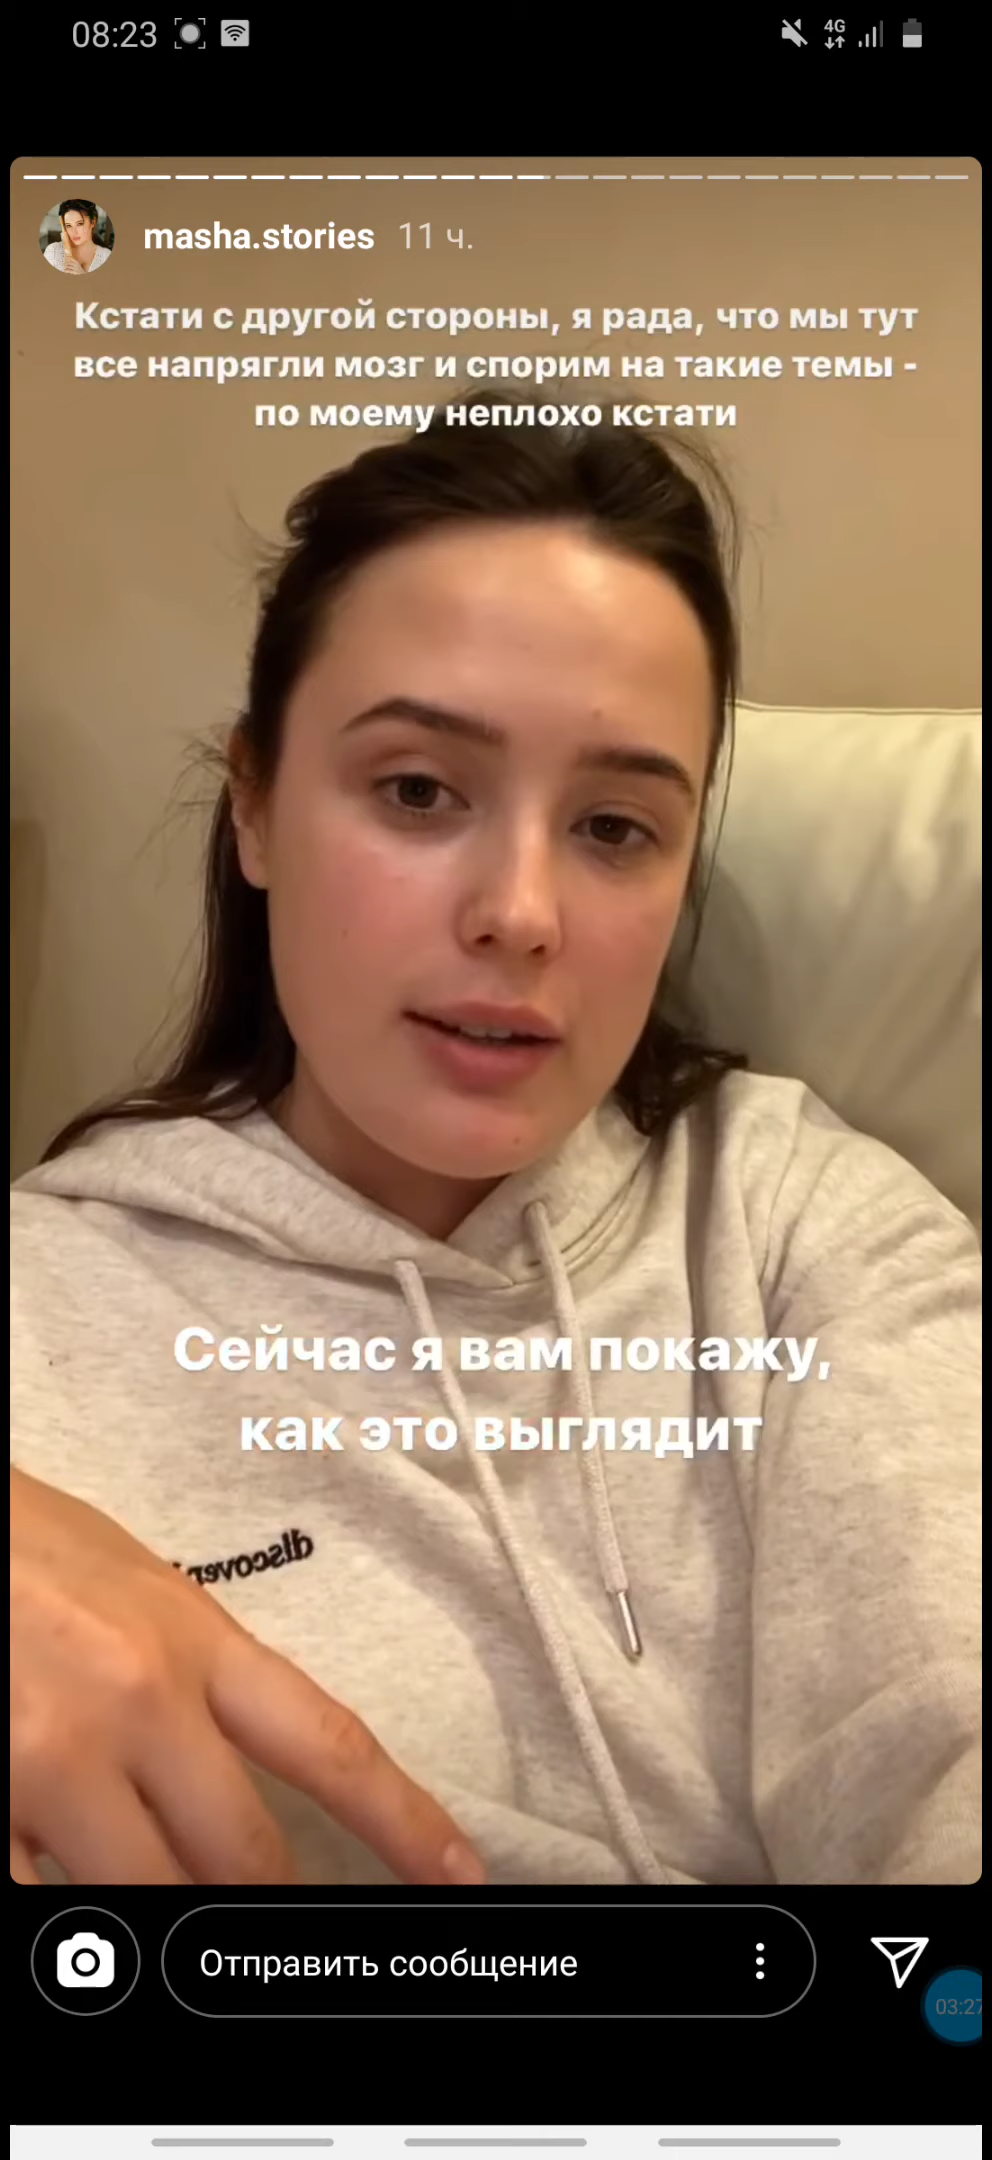 08:23
4G
masha.stories 11 ч.
Кстати с другой стороны, я рада, что мы тут
все напрягли мозг и спорим на такие темы -
по моему неплохо кстати
Сейчас я вам покажу,
как это выглядит
discover
Отправить сообщение
03:27